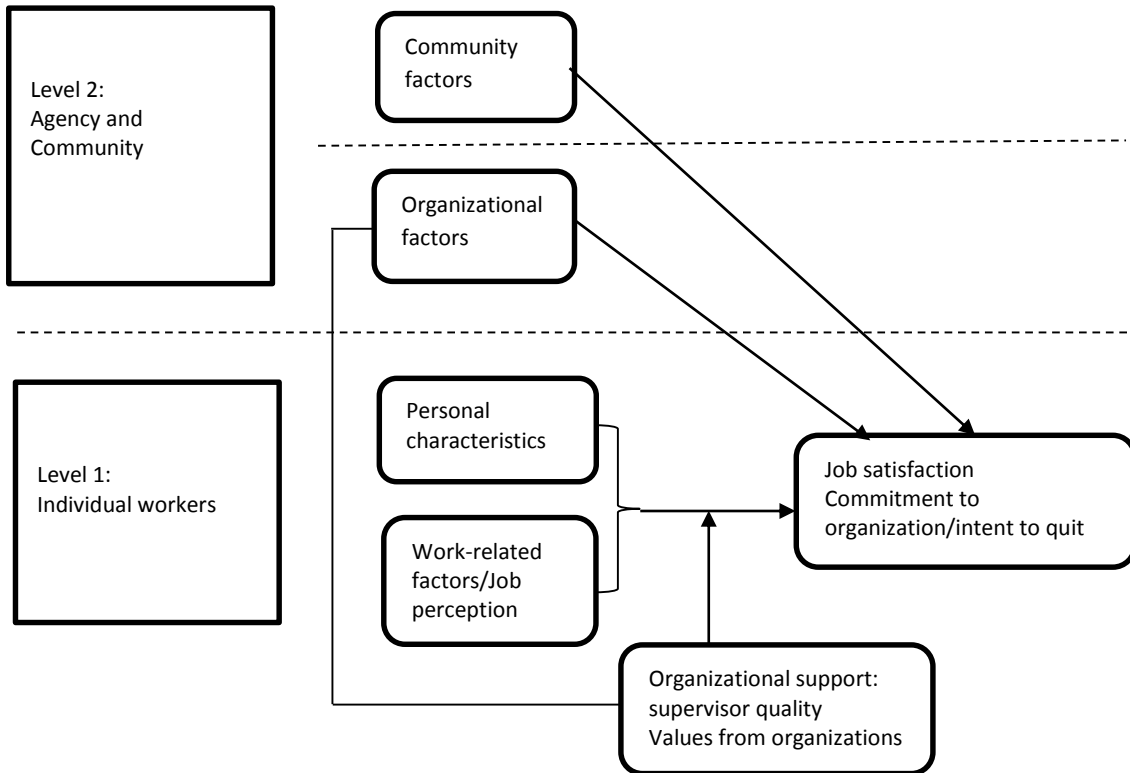 Community
factors
Level 2:
Agency and
Community
Organizational
factors
Personal
characteristics
Level 1:
Individual workers
Job satisfaction
Commitment to
organization/intent to quit
Work-related
factors/Job
perception
Organizational support:
supervisor quality
Values from organizations